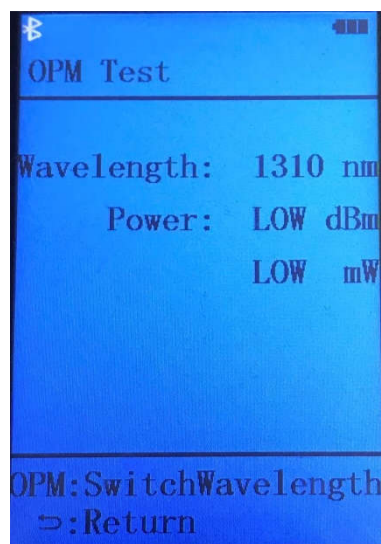 OPM Test
Wavelength: 1310 nm
Power: LOW dBm
LOW mW
OPM:SwitchWavelength
⮌:Return